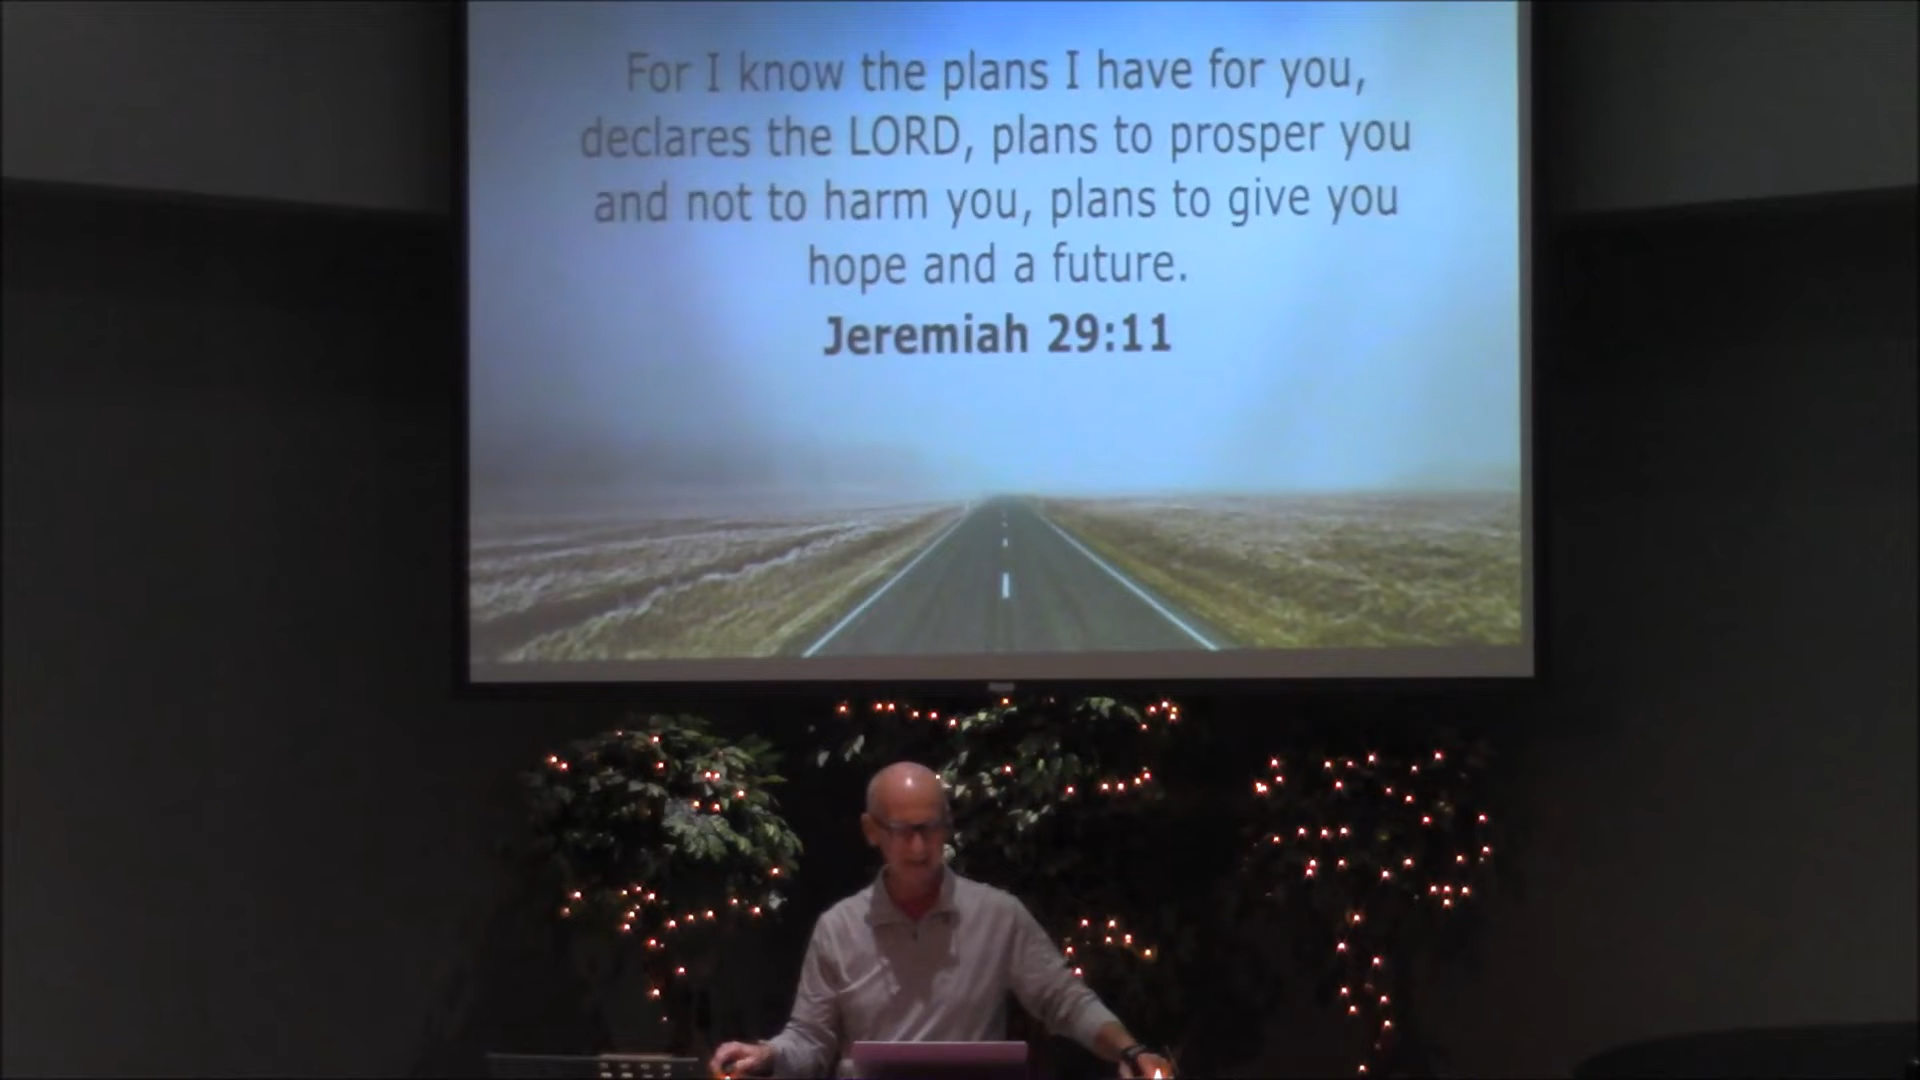 For I know the plans I have for you,
declares the LORD, plans to prosper you
and not to harm you, plans to give you
hope and a future.
Jeremiah 29:11